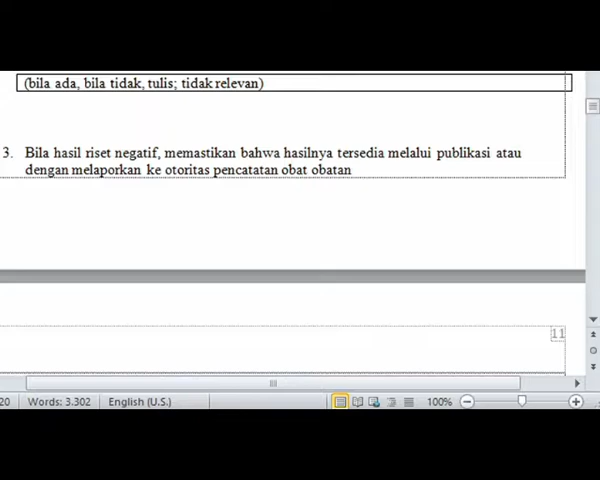 (bila ada, bila tidak, tulis; tidak relevan)
3. Bila hasil riset negatif, memastikan bahwa hasilnya tersedia melalui publikasi atau
dengan melaporkan ke otoritas pencatatan obat obatan
11
20 Words: 3.302 English (U.S.) 100%